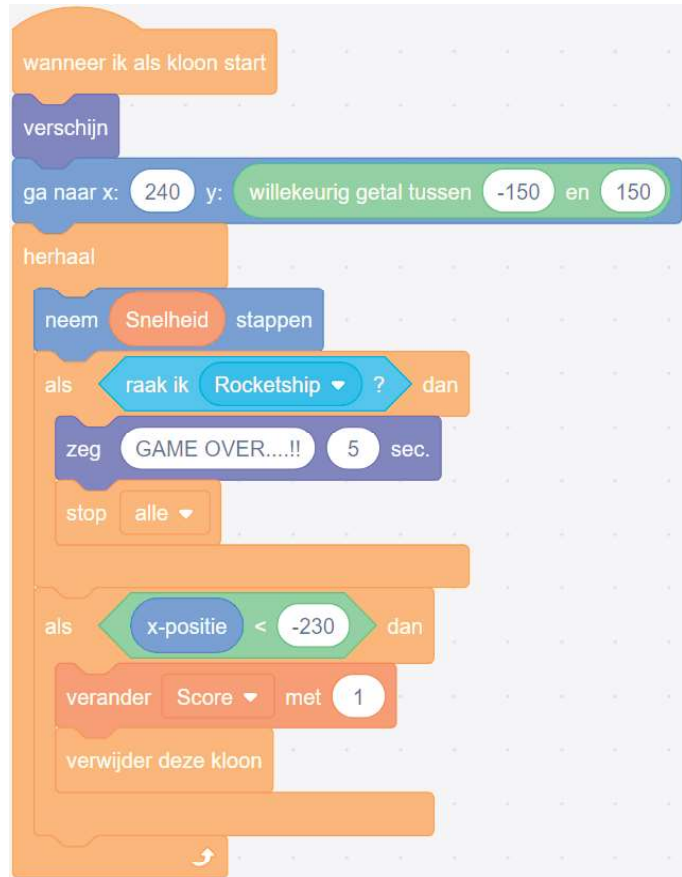 wanneer ik als kloon start
verschijn
ga naar x: 240 y: willekeurig getal tussen -150 en 150
herhaal
neem Snelheid stappen
als raak ik Rocketship ? dan
zeg GAME OVER....!! 5 sec.
stop alle
als x-positie < -230 dan
verander Score met 1
verwijder deze kloon